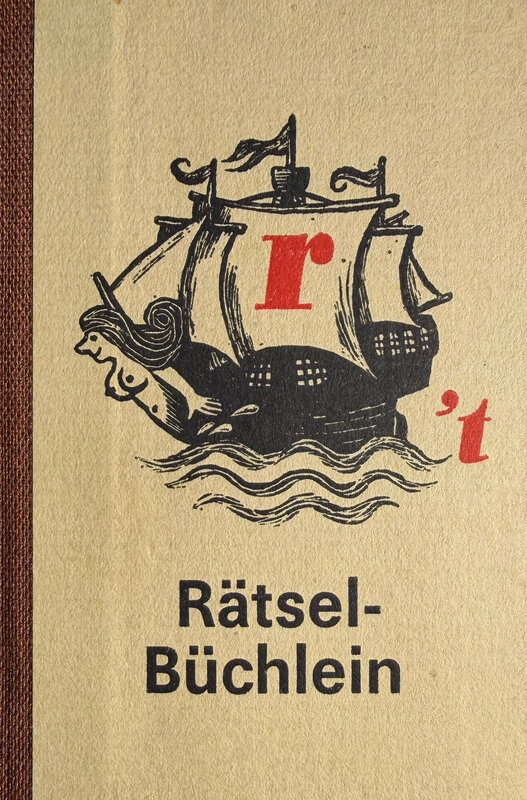 r
't
Rätsel-
Büchlein